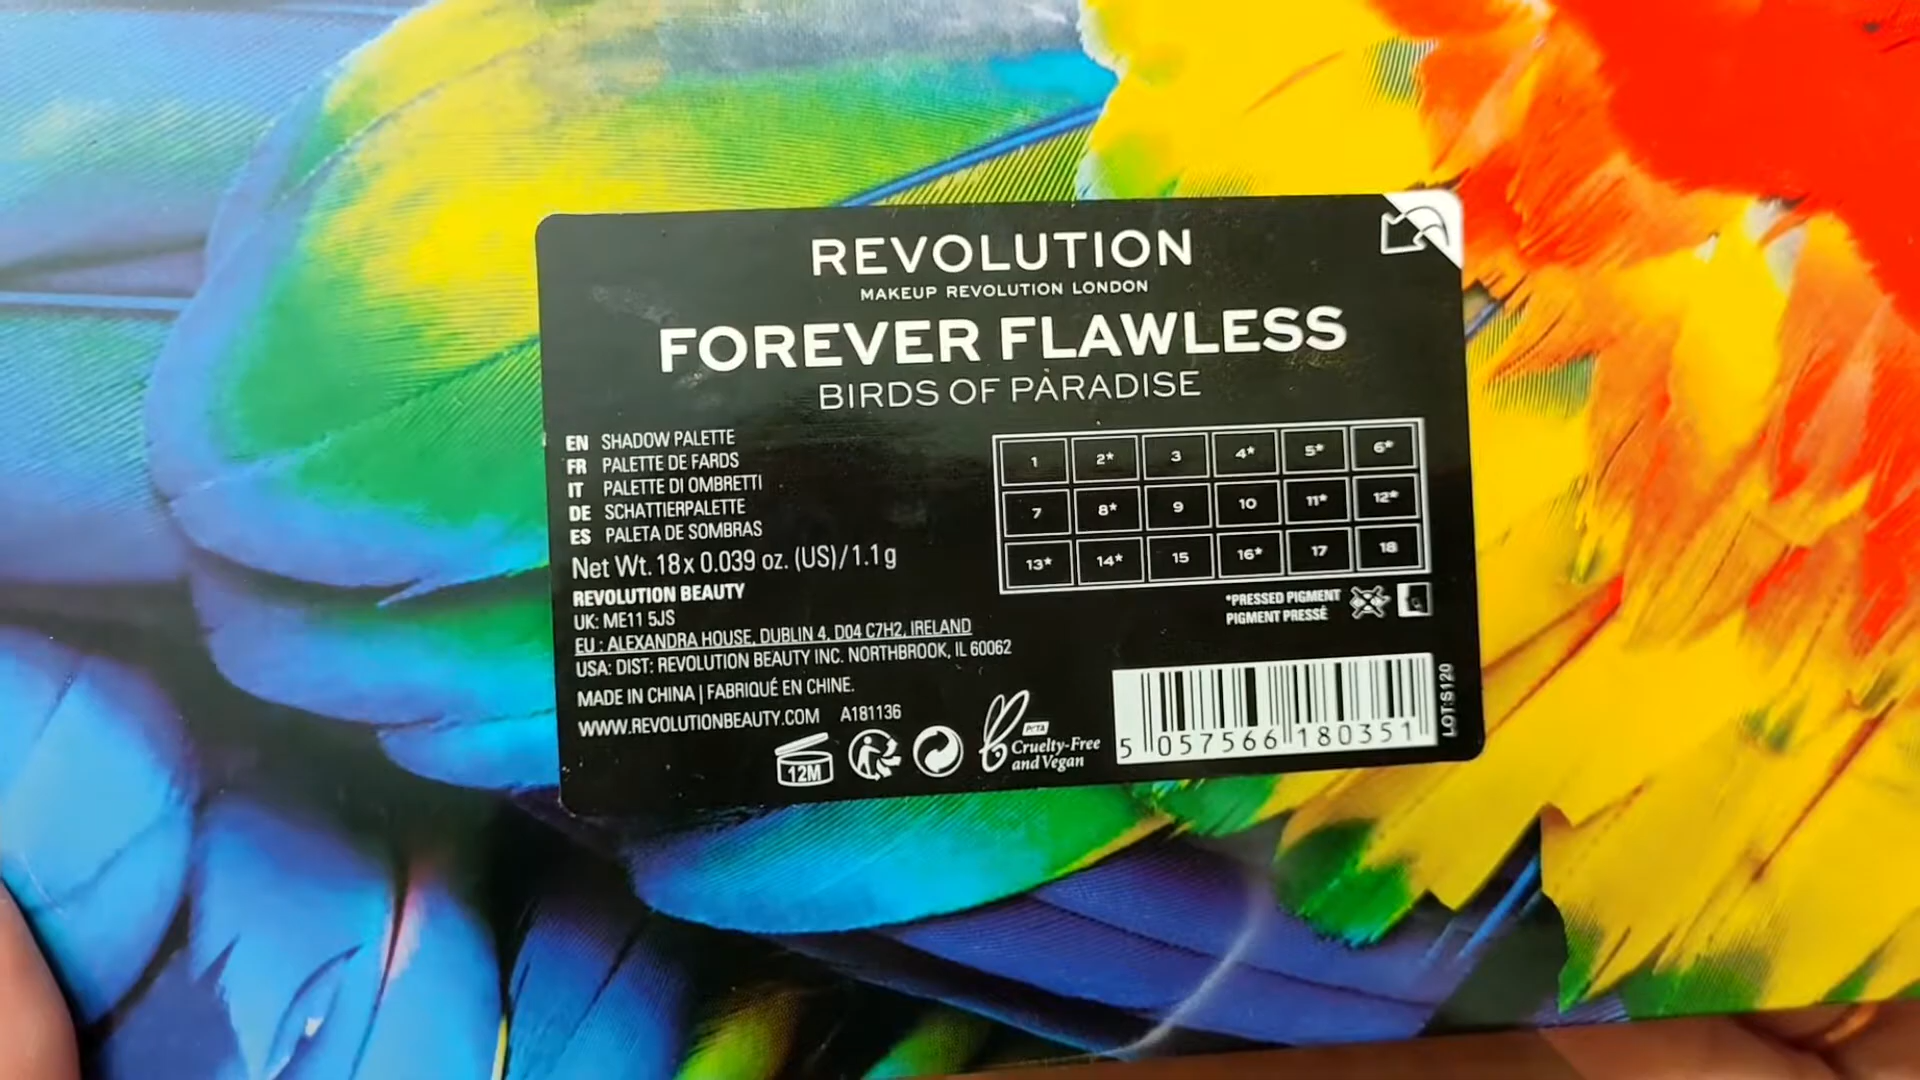 REVOLUTION
MAKEUP REVOLUTION LONDON
FOREVER FLAWLESS
BIRDS OF PARADISE
EN SHADOW PALETTE
FR PALETTE DE FARDS
IT PALETTE DI OMBRETTI
DE SCHATTIERPALETTE
ES PALETA DE SOMBRAS
Net Wt. 18 x 0.039 oz. (US) / 1.1 g
REVOLUTION BEAUTY
UK: ME11 5JS
EU : ALEXANDRA HOUSE, DUBLIN 4, D04 C7H2, IRELAND
USA: DIST: REVOLUTION BEAUTY INC. NORTHBROOK, IL 60062
MADE IN CHINA | FABRIQUÉ EN CHINE.
WWW.REVOLUTIONBEAUTY.COM A181136
12M
PETA
Cruelty-Free
and Vegan
1 2* 3 4* 5* 6*
7 8* 9 10 11* 12*
13* 14* 15 16* 17 18
*PRESSED PIGMENT
PIGMENT PRESSÉ
5 057566 180351
LOT:S120